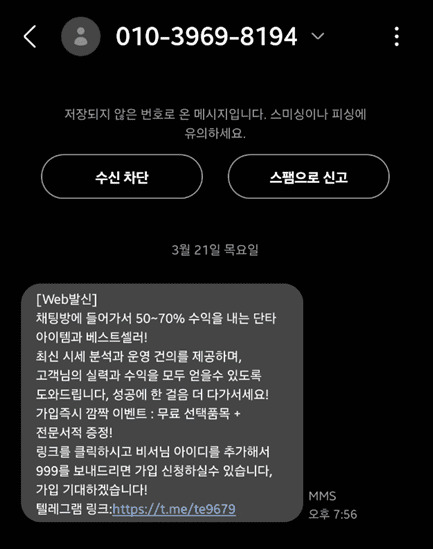 010-3969-8194
저장되지 않은 번호로 온 메시지입니다. 스미싱이나 피싱에
유의하세요.
수신 차단
스팸으로 신고
3월 21일 목요일
[Web발신]
채팅방에 들어가서 50~70% 수익을 내는 단타
아이템과 베스트셀러!
최신 시세 분석과 운영 건의를 제공하며,
고객님의 실력과 수익을 모두 얻을수 있도록
도와드립니다, 성공에 한 걸음 더 다가서세요!
가입즉시 깜짝 이벤트 : 무료 선택품목 +
전문서적 증정!
링크를 클릭하시고 비서님 아이디를 추가해서
999를 보내드리면 가입 신청하실수 있습니다,
가입 기대하겠습니다!
텔레그램 링크:https://t.me/te9679
MMS
오후 7:56